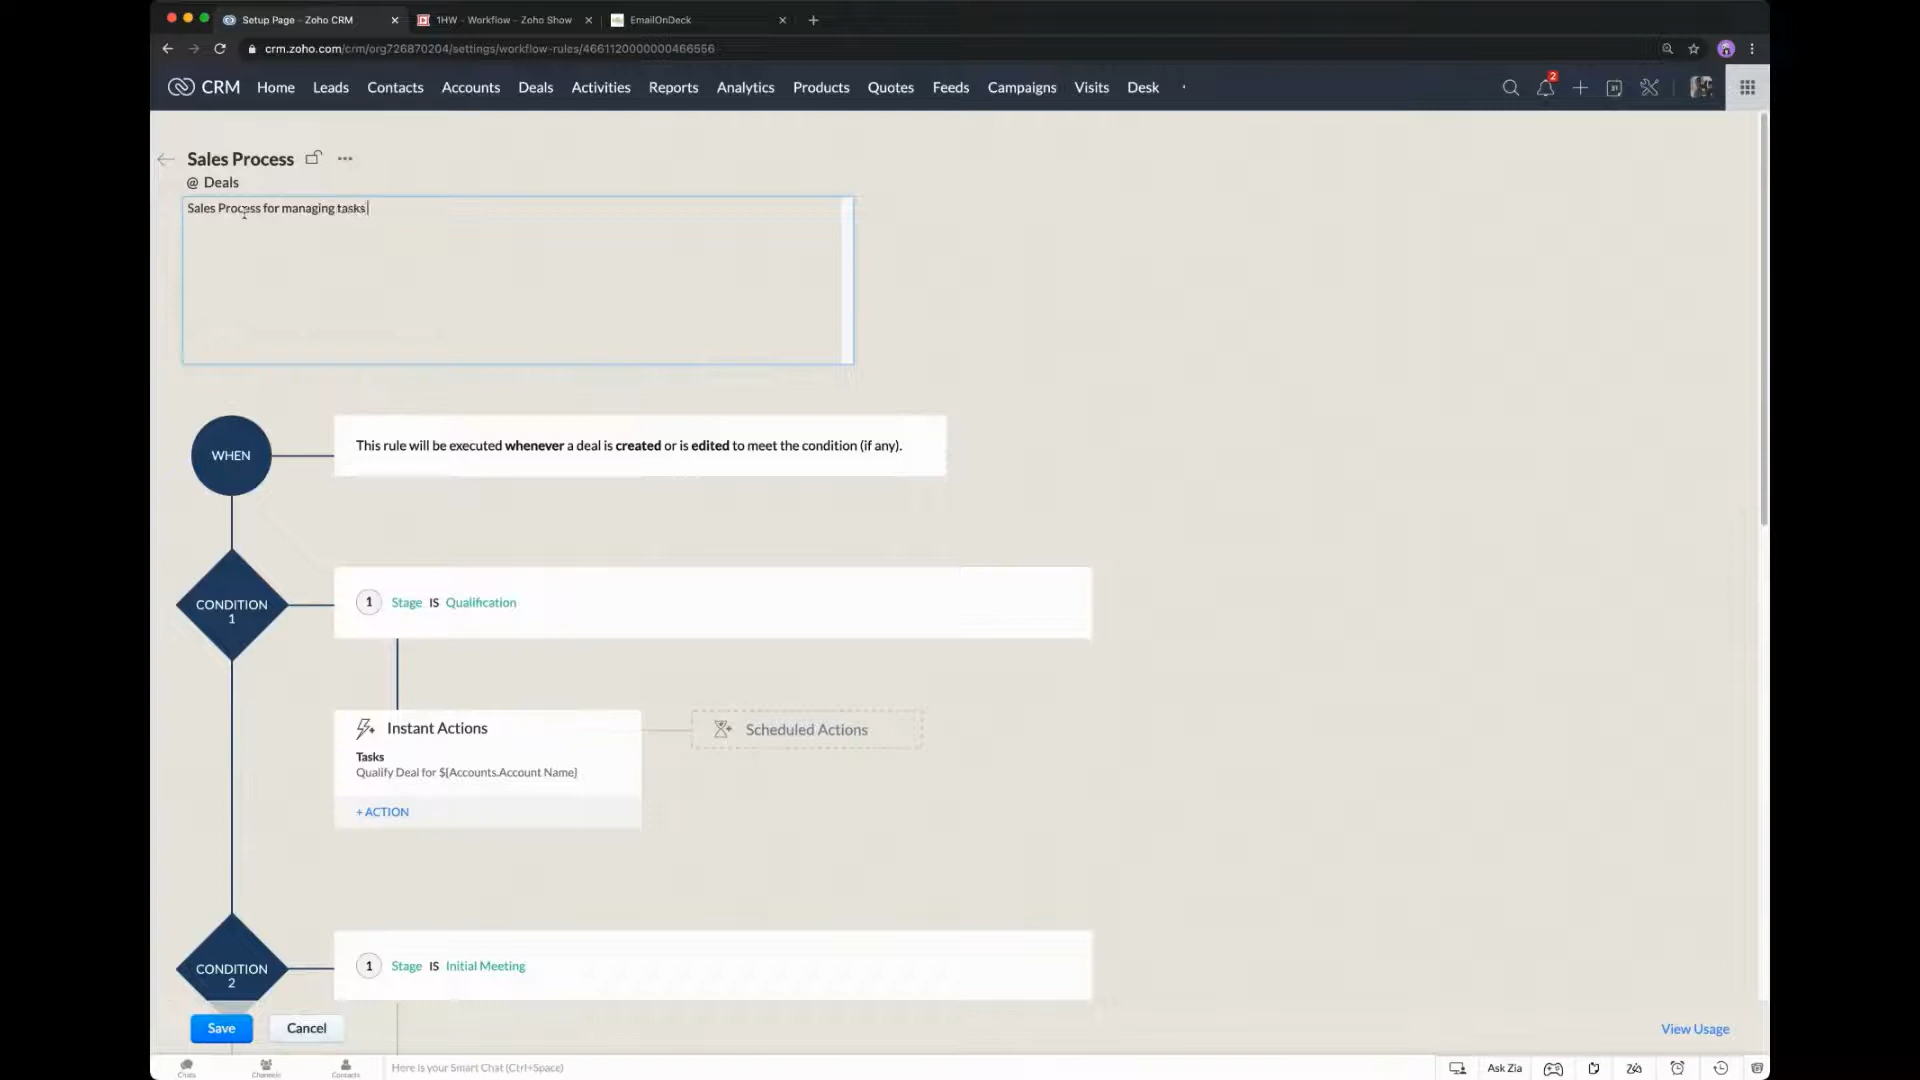 Setup Page - Zoho CRM
1HW - Workflow - Zoho Show
EmailOnDeck
crm.zoho.com/crm/org726870204/settings/workflow-rules/4661120000000466556
CRM Home Leads Contacts Accounts Deals Activities Reports Analytics Products Quotes Feeds Campaigns Visits Desk
2
Sales Process
@ Deals
Sales Process for managing tasks
WHEN
This rule will be executed whenever a deal is created or is edited to meet the condition (if any).
CONDITION
1
1 Stage IS Qualification
Instant Actions
Tasks
Qualify Deal for ${Accounts.Account Name}
+ ACTION
Scheduled Actions
CONDITION
2
1 Stage IS Initial Meeting
Save
Cancel
View Usage
Chats
Channels
Contacts
Here is your Smart Chat (Ctrl+Space)
Ask Zia